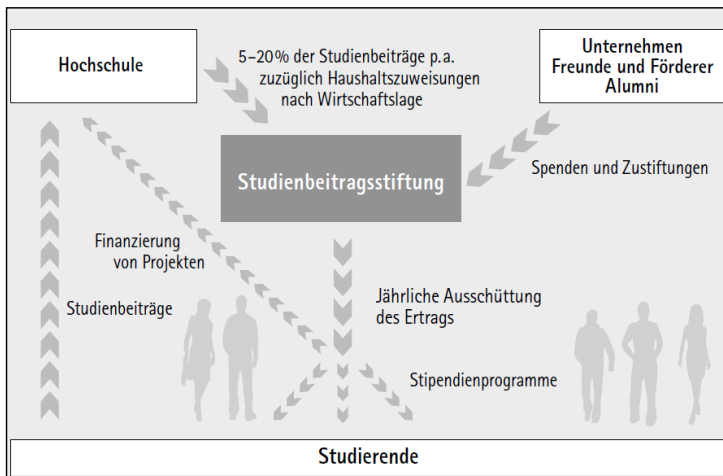 Hochschule
5–20% der Studienbeiträge p.a.
zuzüglich Haushaltszuweisungen
nach Wirtschaftslage
Unternehmen
Freunde und Förderer
Alumni
Studienbeitragsstiftung
Spenden und Zustiftungen
Finanzierung
von Projekten
Studienbeiträge
Jährliche Ausschüttung
des Ertrags
Stipendienprogramme
Studierende